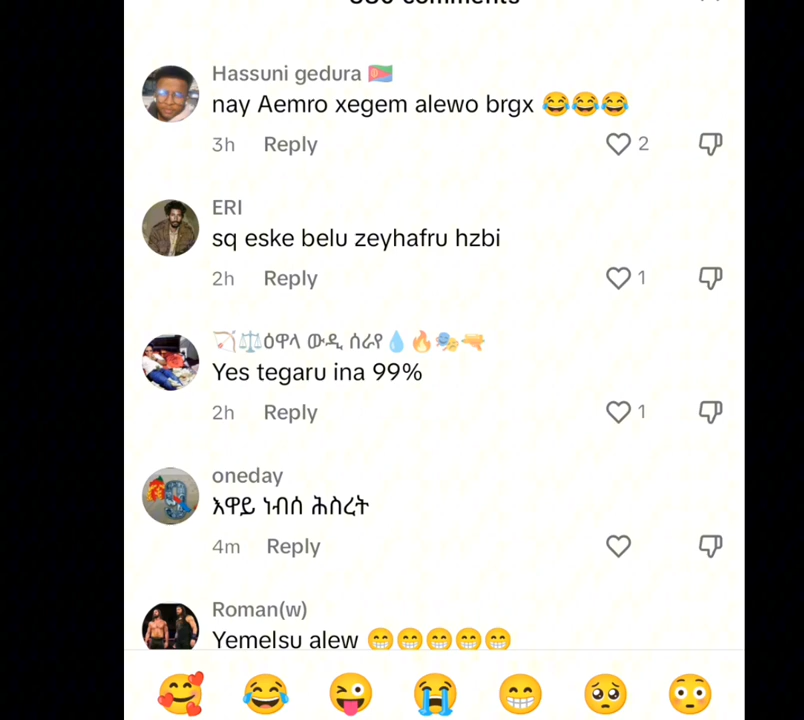 Hassuni gedura 🇪🇷
nay Aemro xegem alewo brgx 😂😂😂
3h Reply 2
ERI
sq eske belu zeyhafru hzbi
2h Reply 1
🏹⚖️ዕዋላ ውዲ ሰራየ💧🔥🎭🔫
Yes tegaru ina 99%
2h Reply 1
oneday
እዋይ ነብሰ ሕስረት
4m Reply
Roman(w)
Yemelsu alew 😁😁😁😁😁